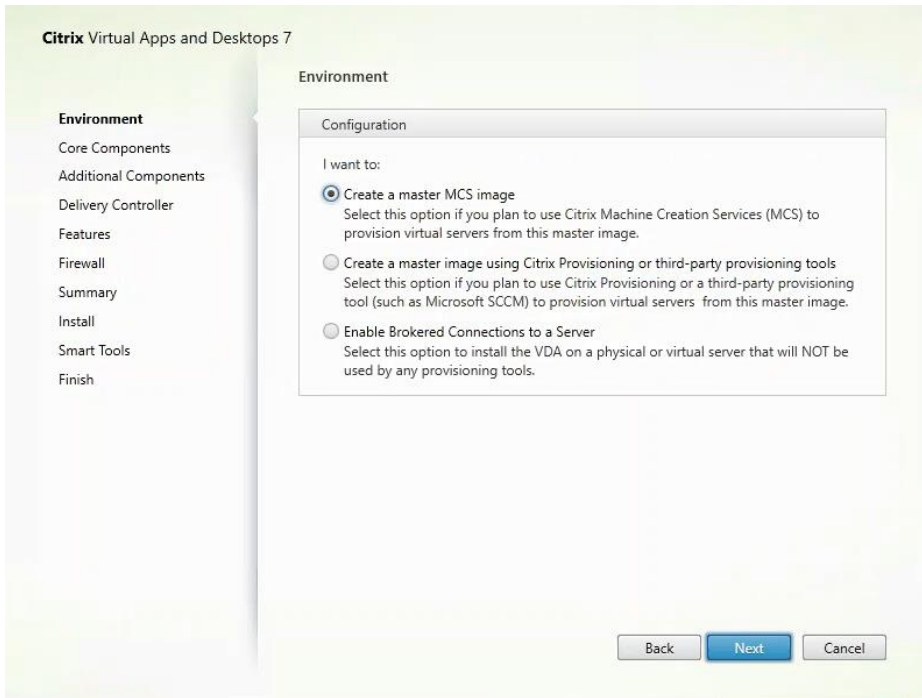 Citrix Virtual Apps and Desktops 7
Environment
Environment
Core Components
Additional Components
Delivery Controller
Features
Firewall
Summary
Install
Smart Tools
Finish
Configuration
I want to:
Create a master MCS image
Select this option if you plan to use Citrix Machine Creation Services (MCS) to
provision virtual servers from this master image.
Create a master image using Citrix Provisioning or third-party provisioning tools
Select this option if you plan to use Citrix Provisioning or a third-party provisioning
tool (such as Microsoft SCCM) to provision virtual servers from this master image.
Enable Brokered Connections to a Server
Select this option to install the VDA on a physical or virtual server that will NOT be
used by any provisioning tools.
Back
Next
Cancel